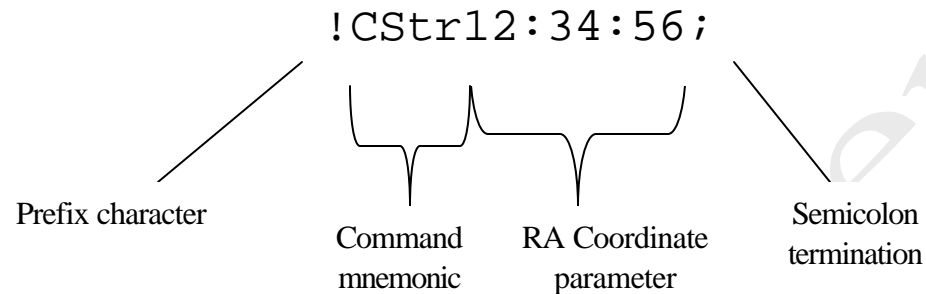 !CStr12:34:56;
Prefix character
Command
mnemonic
RA Coordinate
parameter
Semicolon
termination